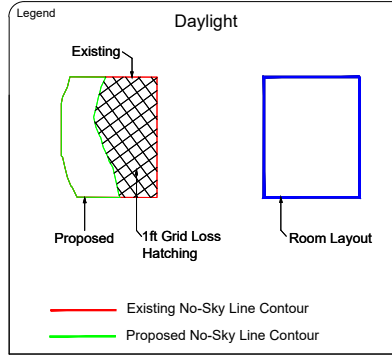 Legend
Daylight
Existing
Proposed
1ft Grid Loss
Hatching
Room Layout
Existing No-Sky Line Contour
Proposed No-Sky Line Contour